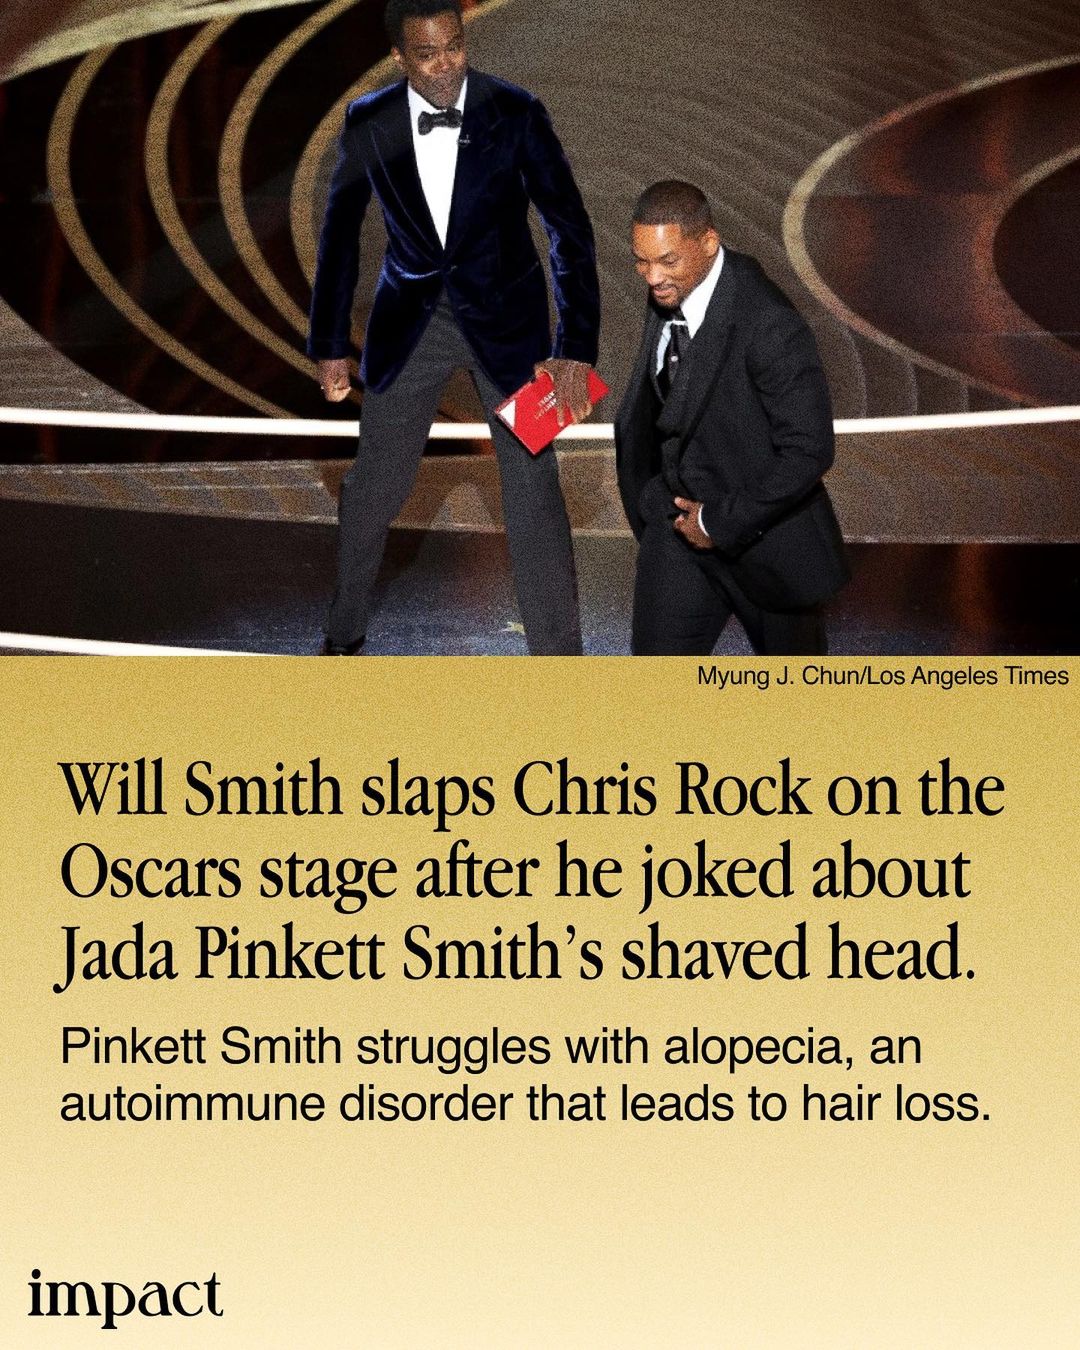 Myung J. Chun/Los Angeles Times
Will Smith slaps Chris Rock on the
Oscars stage after he joked about
Jada Pinkett Smith’s shaved head.
Pinkett Smith struggles with alopecia, an
autoimmune disorder that leads to hair loss.
impact